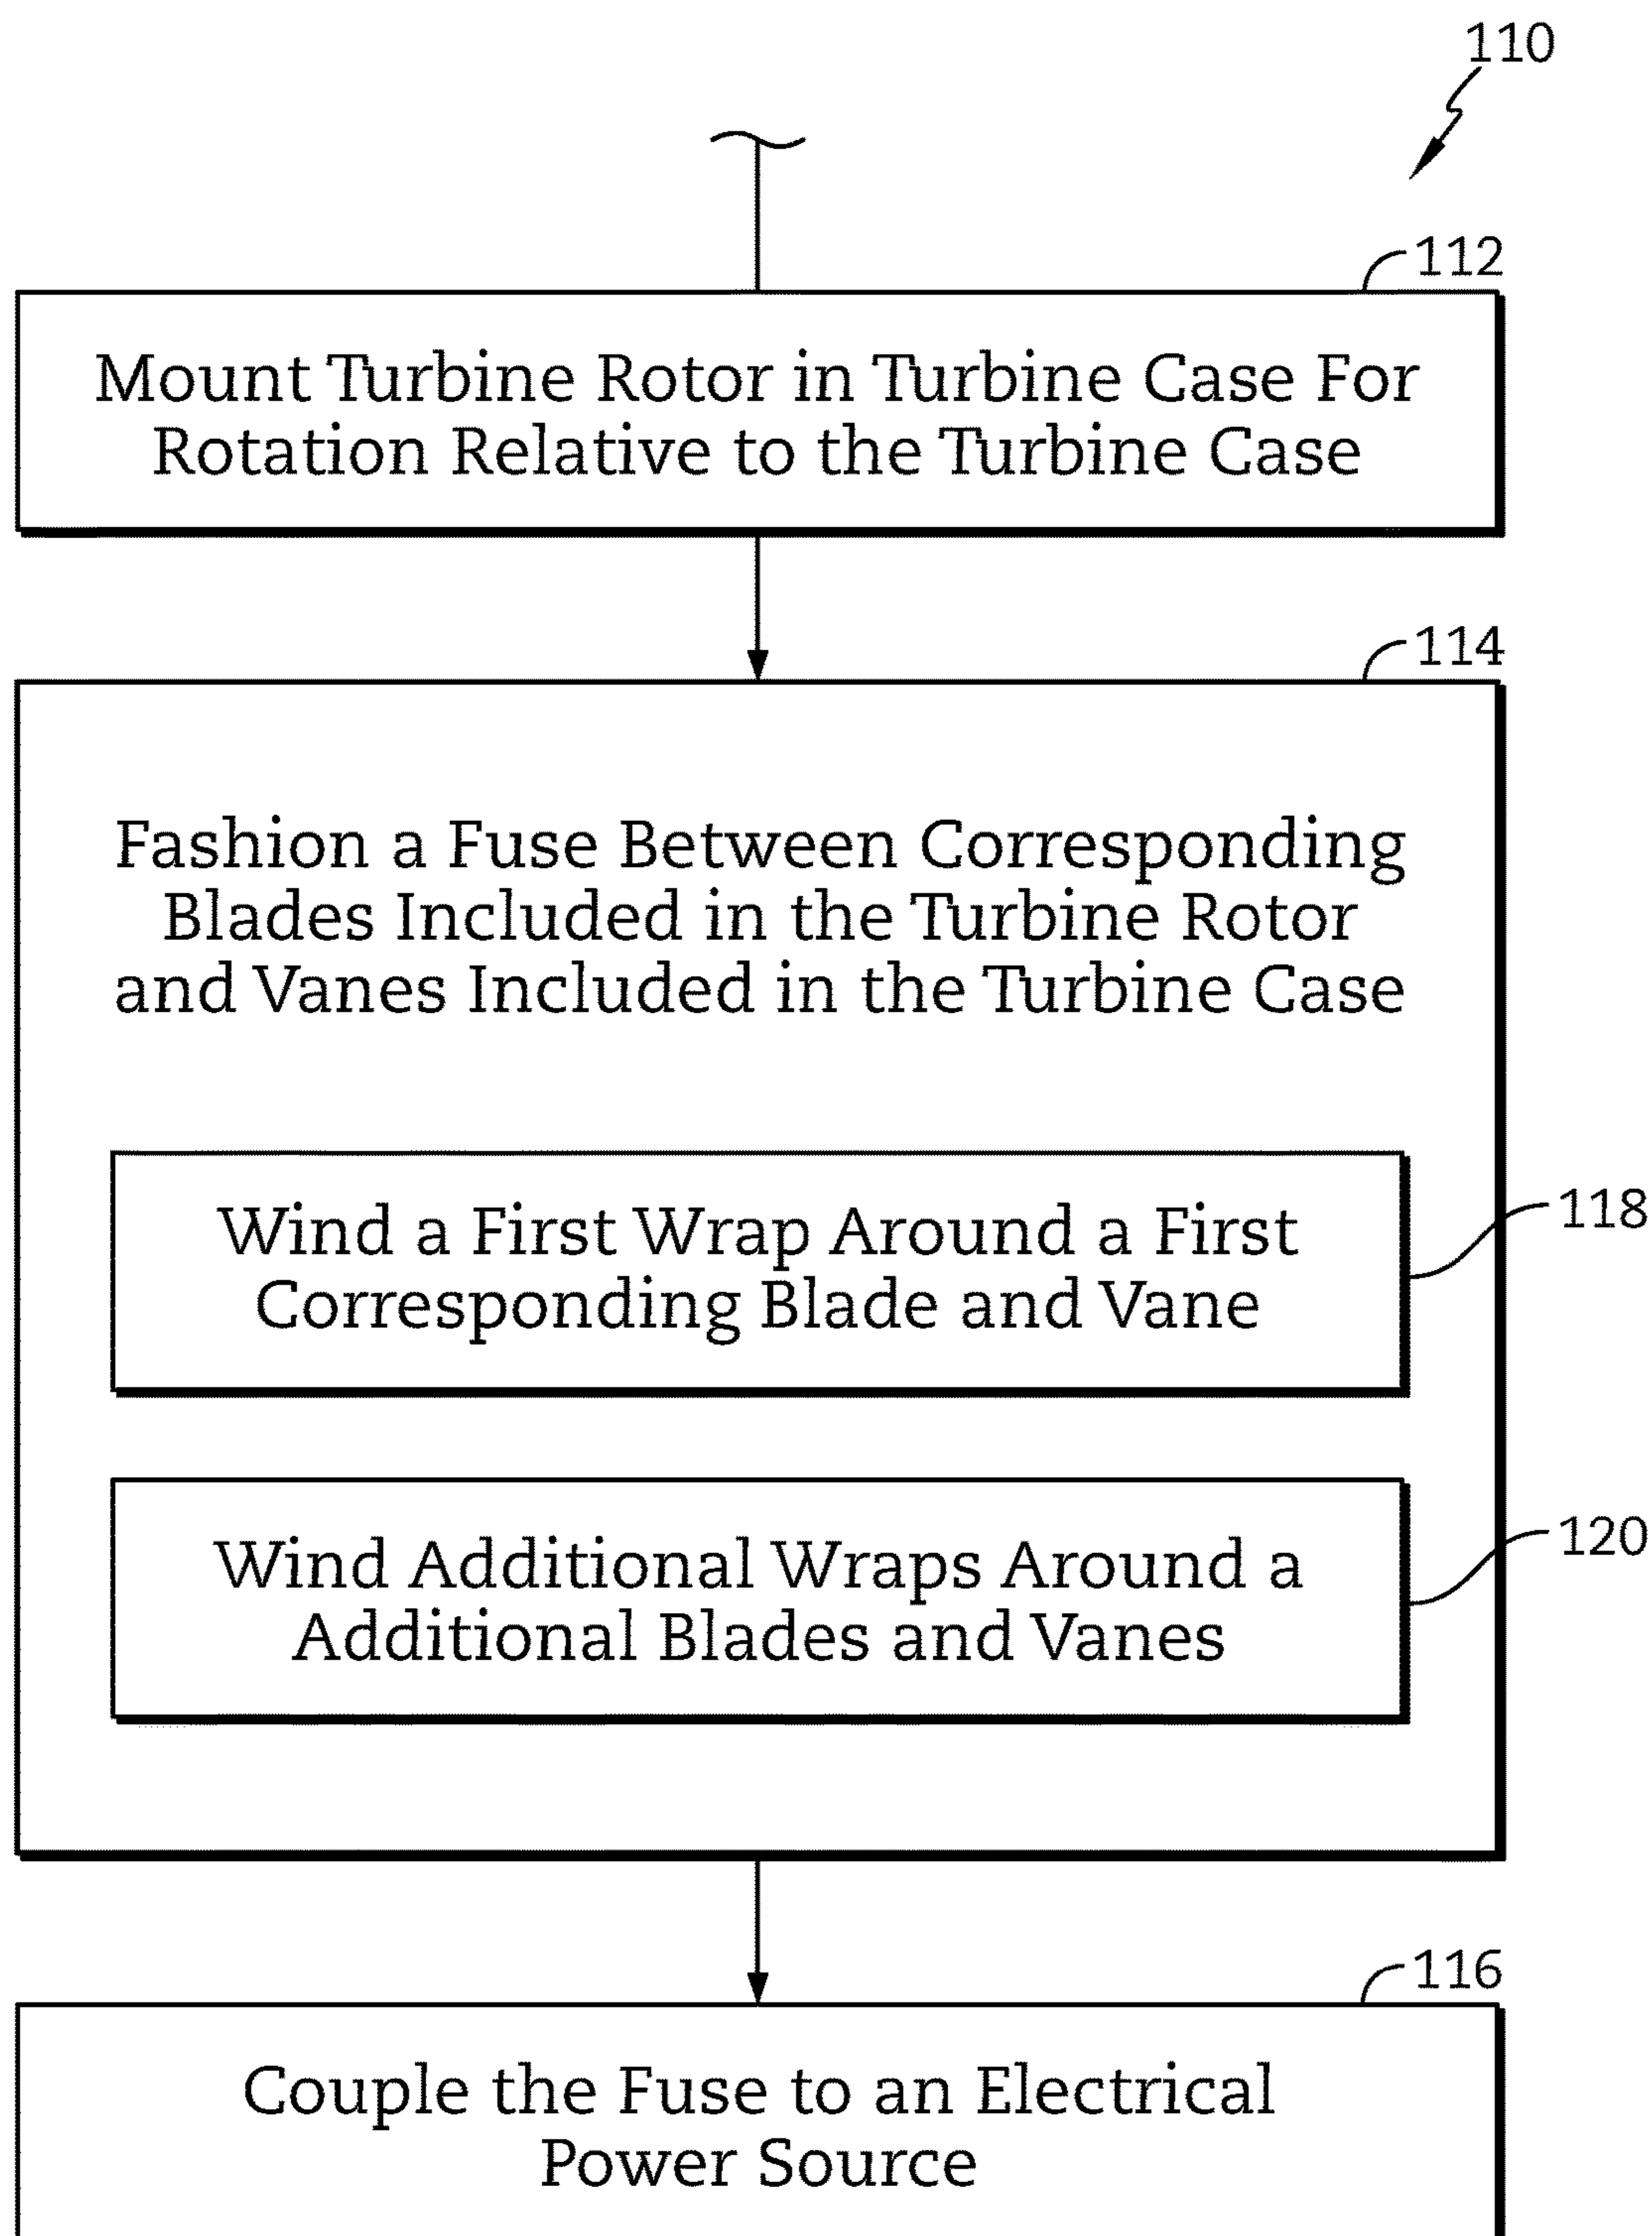 110
112
Mount Turbine Rotor in Turbine Case For
Rotation Relative to the Turbine Case
114
Fashion a Fuse Between Corresponding
Blades Included in the Turbine Rotor
and Vanes Included in the Turbine Case
118
Wind a First Wrap Around a First
Corresponding Blade and Vane
120
Wind Additional Wraps Around a
Additional Blades and Vanes
116
Couple the Fuse to an Electrical
Power Source